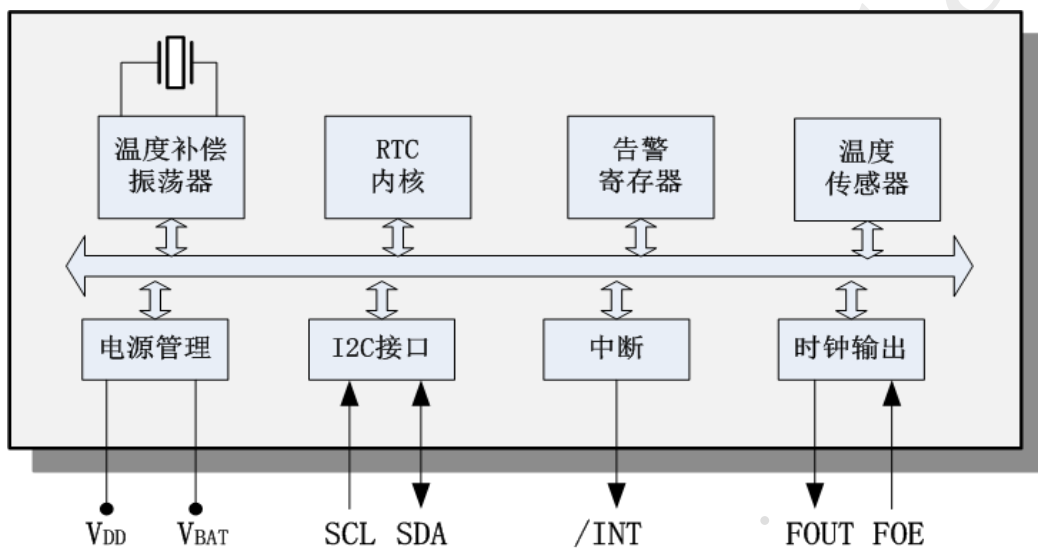 温度补偿
振荡器
RTC
内核
告警
寄存器
温度
传感器
电源管理
I2C接口
中断
时钟输出
VDD VBAT SCL SDA /INT FOUT FOE